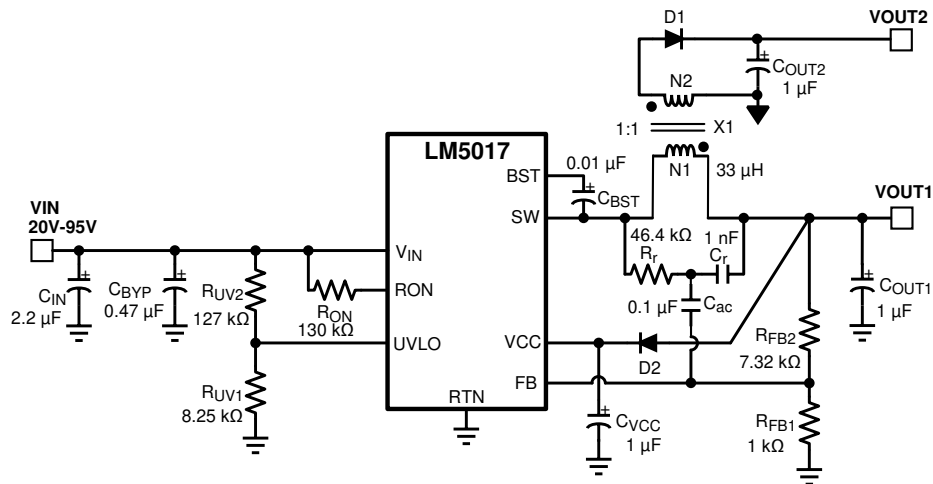 D1
VOUT2
COUT2
1 µF
N2
1:1
X1
LM5017
0.01 µF
N1
33 µH
BST
CBST
VOUT1
VIN
20V-95V
SW
46.4 kΩ
1 nF
Rr
Cr
VIN
CIN
2.2 µF
CBYP
0.47 µF
RUV2
127 kΩ
RON
RON
130 kΩ
0.1 µF
Cac
COUT1
1 µF
UVLO
VCC
D2
RFB2
7.32 kΩ
FB
RUV1
8.25 kΩ
RTN
CVCC
1 µF
RFB1
1 kΩ